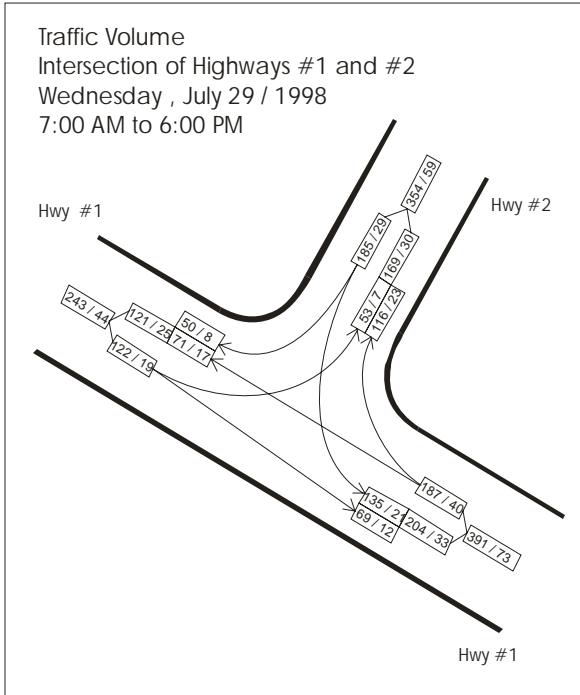 Traffic Volume
Intersection of Highways #1 and #2
Wednesday , July 29 / 1998
7:00 AM to 6:00 PM
354 / 59
Hwy #1
Hwy #2
185 / 29
169 / 30
53 / 7
116 / 23
243 / 44
121 / 25
50 / 8
71 / 17
122 / 19
187 / 40
135 / 21
204 / 33
69 / 12
391 / 73
Hwy #1